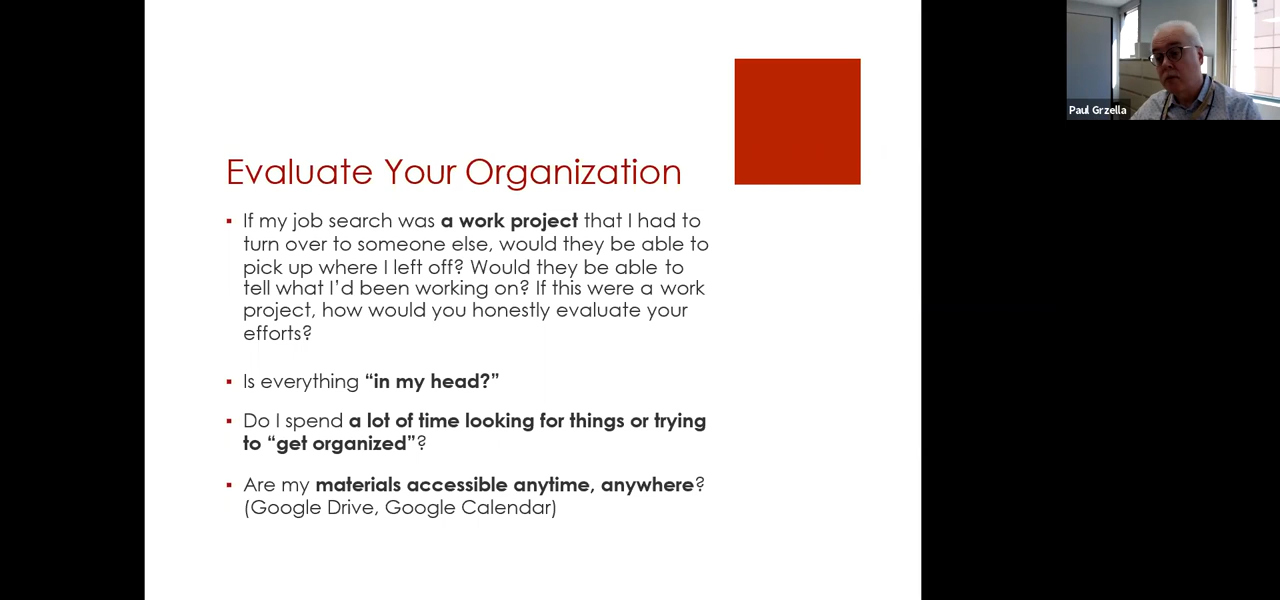 Paul Grzella
Evaluate Your Organization
▪ If my job search was a work project that I had to
turn over to someone else, would they be able to
pick up where I left off? Would they be able to
tell what I’d been working on? If this were a work
project, how would you honestly evaluate your
efforts?
▪ Is everything “in my head?”
▪ Do I spend a lot of time looking for things or trying
to “get organized”?
▪ Are my materials accessible anytime, anywhere?
(Google Drive, Google Calendar)